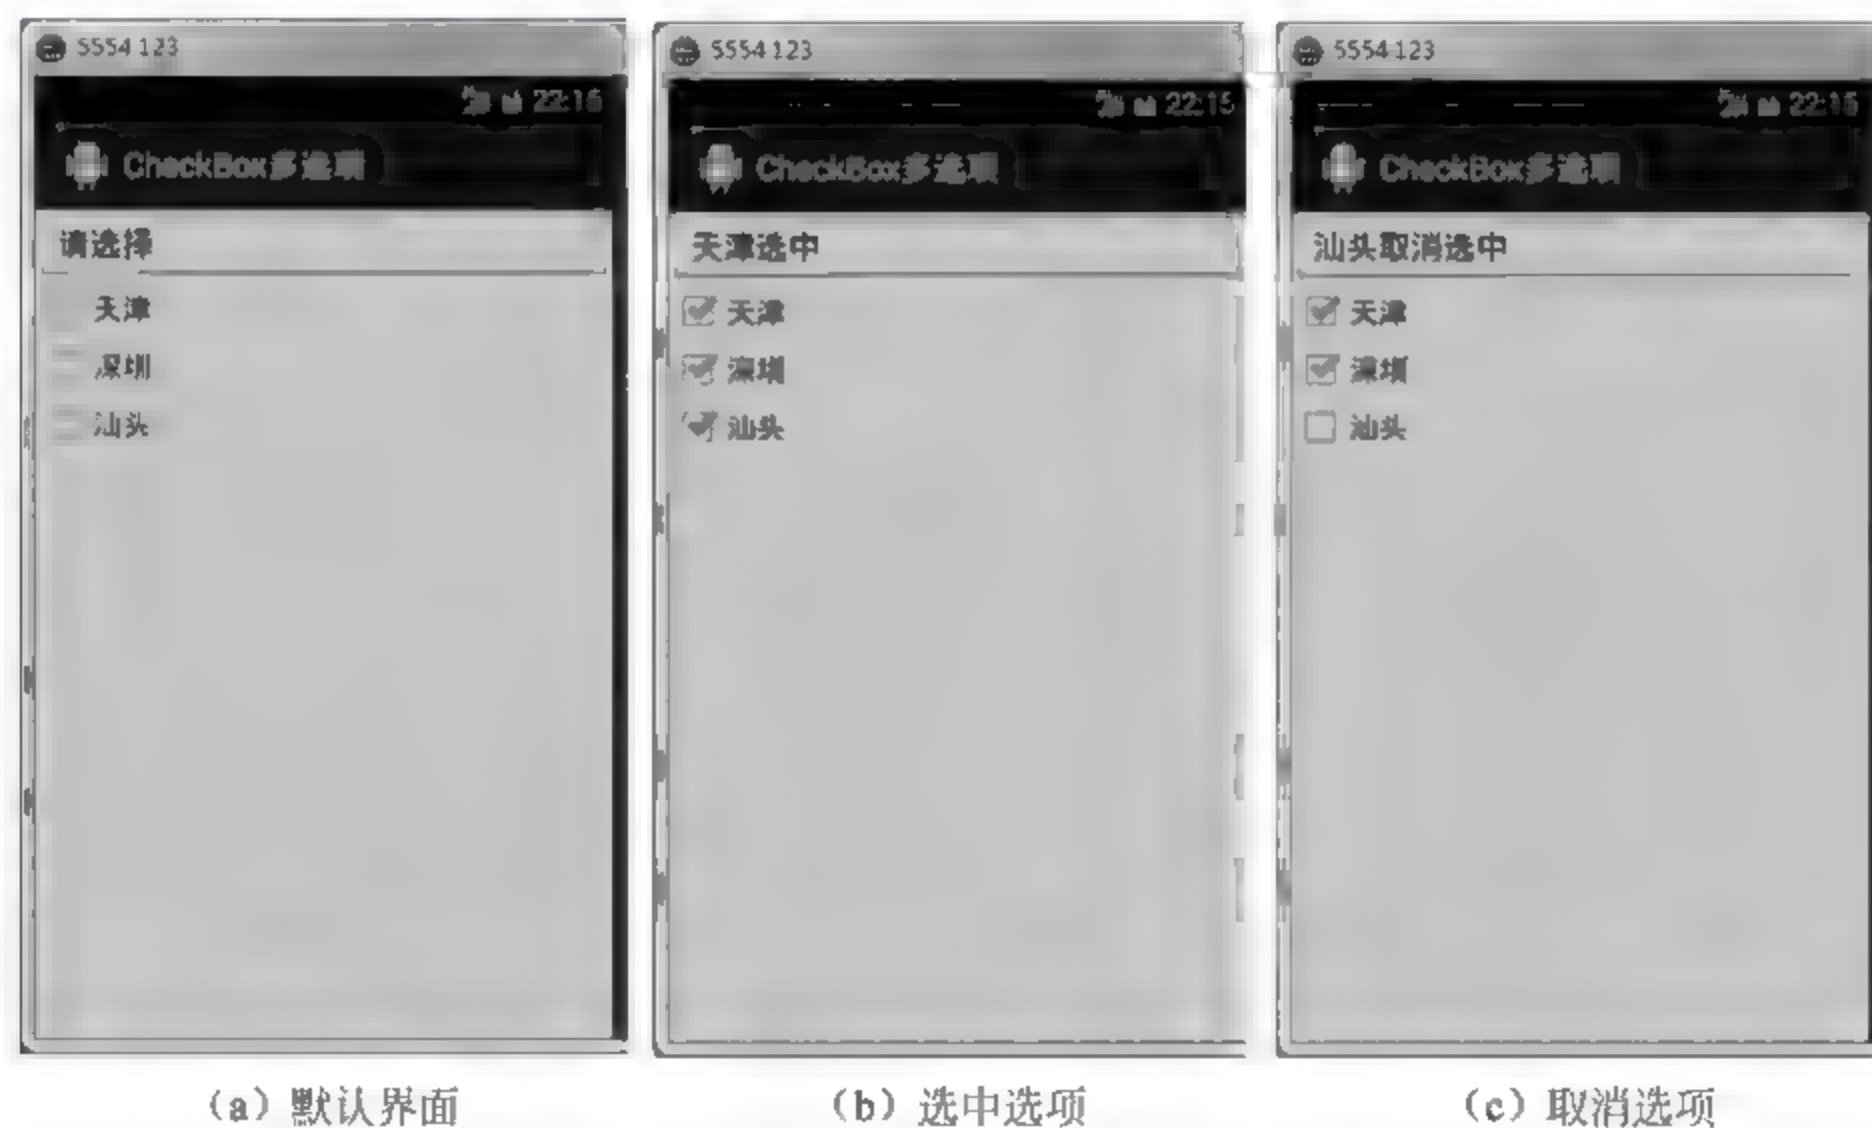 5554 123
22:15
CheckBox多选项
请选择
天津
深圳
汕头
(a) 默认界面
5554 123
22:15
CheckBox多选项
天津选中
天津
深圳
汕头
(b) 选中选项
5554 123
22:15
CheckBox多选项
汕头取消选中
天津
深圳
汕头
(c) 取消选项